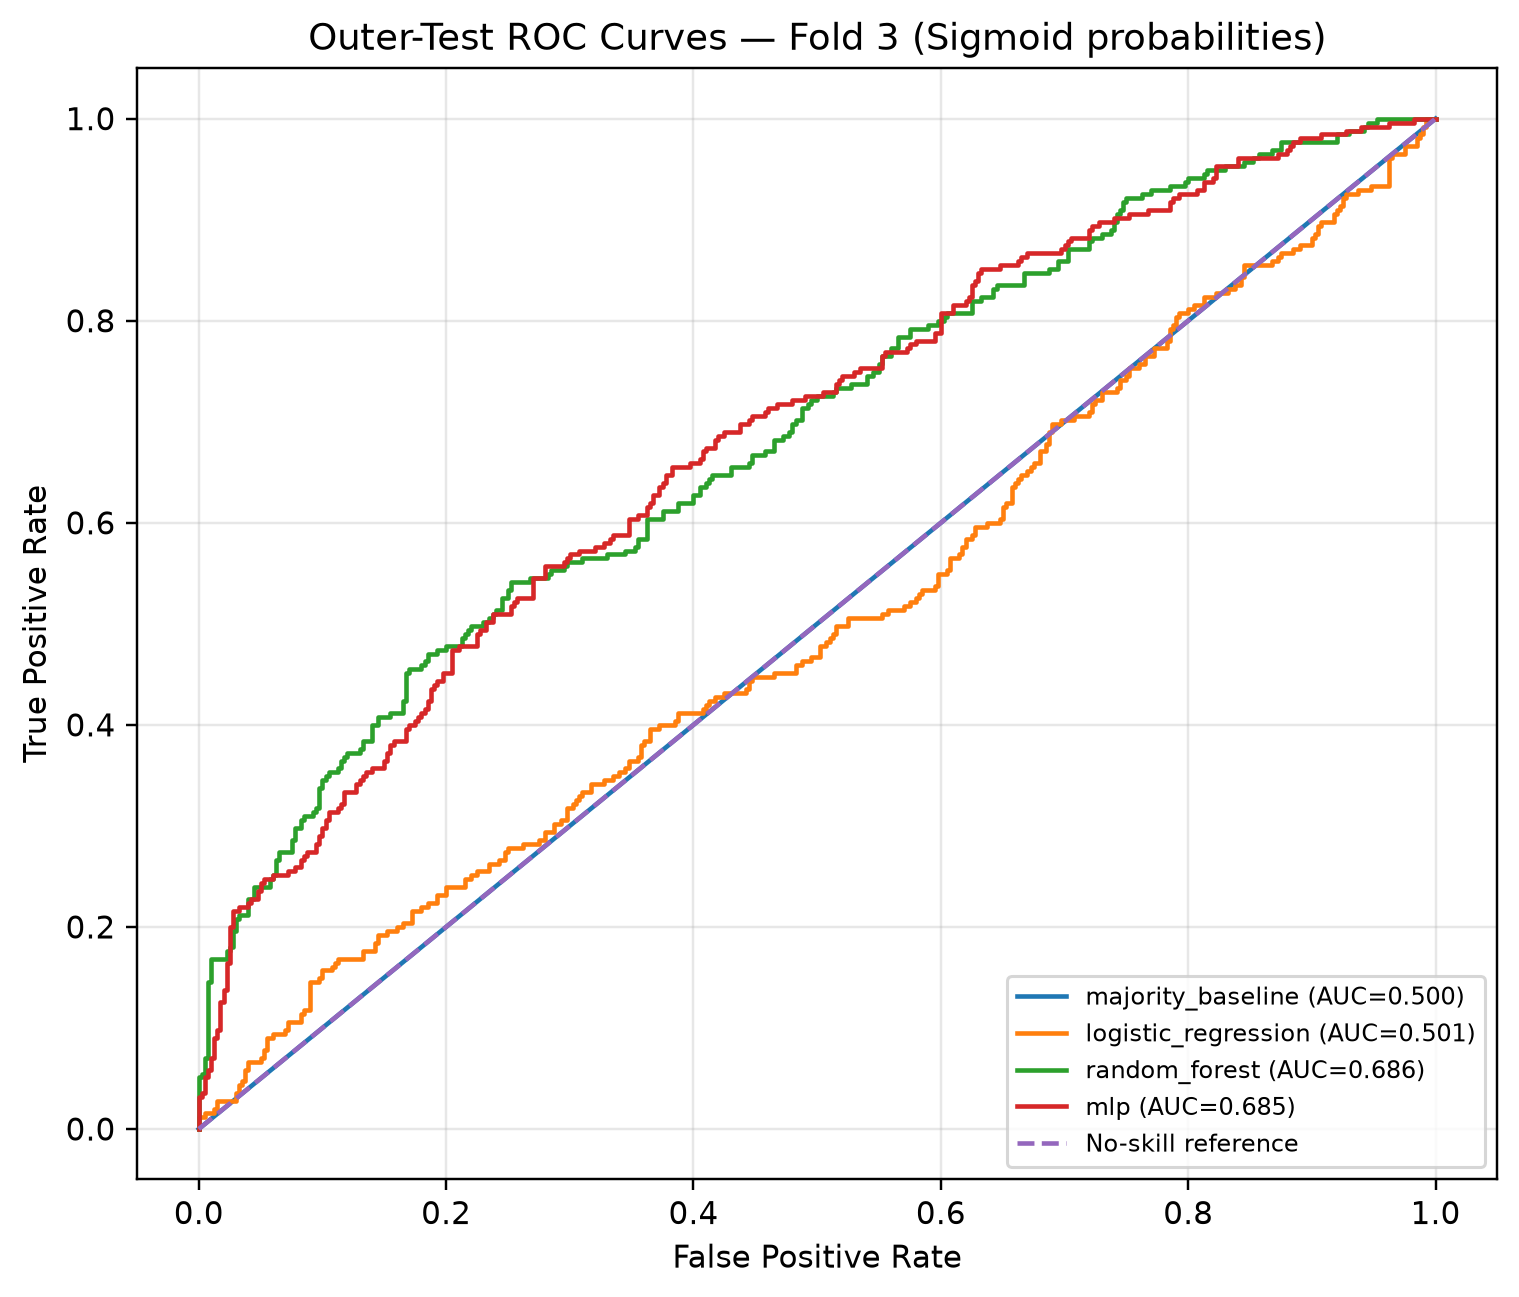 Outer-Test ROC Curves — Fold 3 (Sigmoid probabilities)
True Positive Rate
1.0
0.8
0.6
0.4
0.2
0.0
majority_baseline (AUC=0.500)
logistic_regression (AUC=0.501)
random_forest (AUC=0.686)
mlp (AUC=0.685)
No-skill reference
0.0 0.2 0.4 0.6 0.8 1.0
False Positive Rate